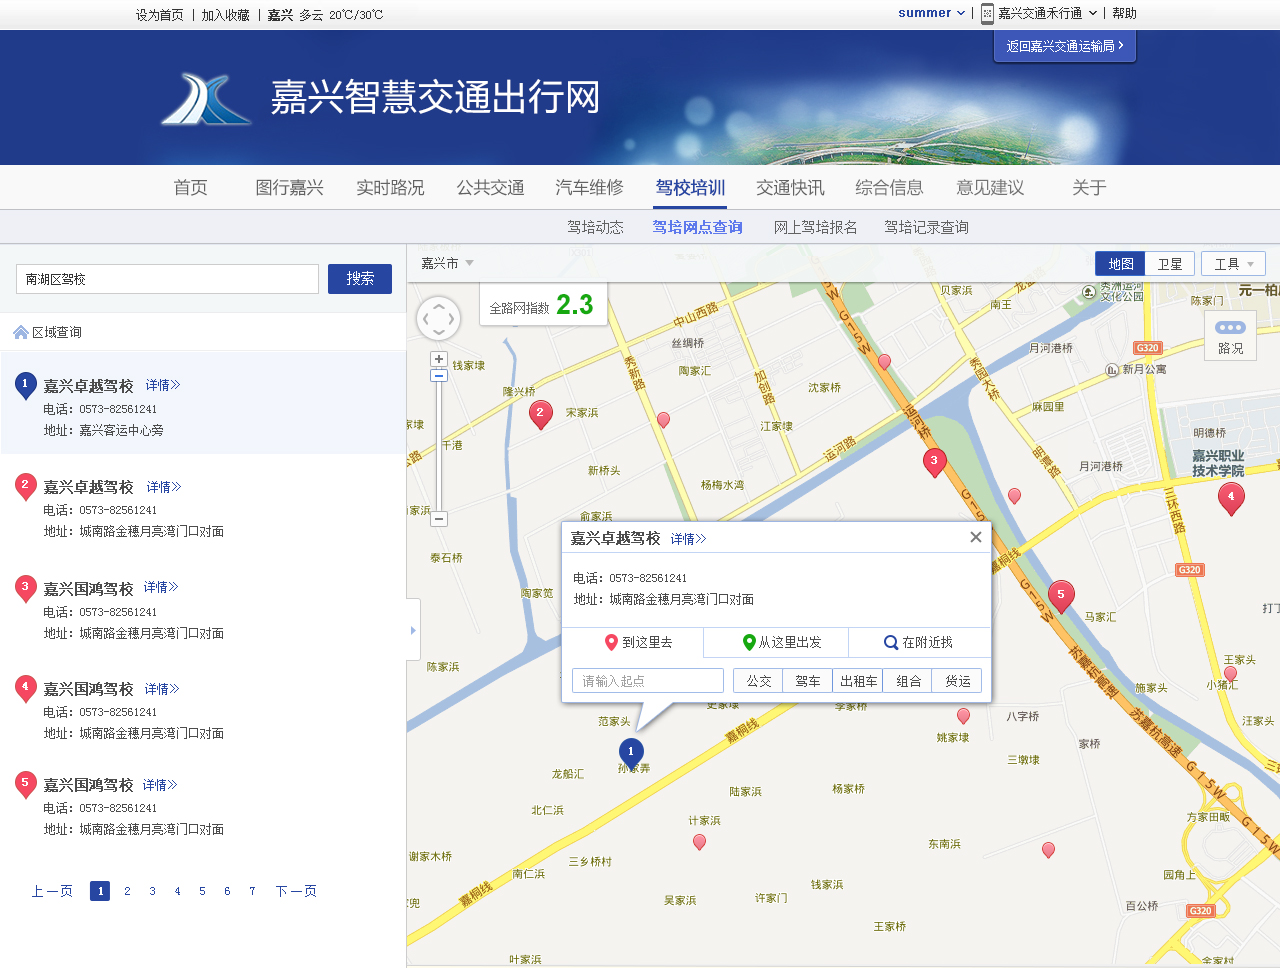 设为首页 | 加入收藏 | 嘉兴 多云 20℃/30℃
summer | 嘉兴交通禾行通 | 帮助
返回嘉兴交通运输局
嘉兴智慧交通出行网
首页 图行嘉兴 实时路况 公共交通 汽车维修 驾校培训 交通快讯 综合信息 意见建议 关于
驾培动态 驾培网点查询 网上驾培报名 驾培记录查询
南湖区驾校 搜索
区域查询
1 嘉兴卓越驾校 详情
电话：0573-82561241
地址：嘉兴客运中心旁
2 嘉兴卓越驾校 详情
电话：0573-82561241
地址：城南路金穗月亮湾门口对面
3 嘉兴国鸿驾校 详情
电话：0573-82561241
地址：城南路金穗月亮湾门口对面
4 嘉兴国鸿驾校 详情
电话：0573-82561241
地址：城南路金穗月亮湾门口对面
5 嘉兴国鸿驾校 详情
电话：0573-82561241
地址：城南路金穗月亮湾门口对面
上一页 1 2 3 4 5 6 7 下一页
嘉兴市
地图 卫星 工具
全路网指数 2.3
路况
嘉兴卓越驾校 详情
电话：0573-82561241
地址：城南路金穗月亮湾门口对面
到这里去 从这里出发 在附近找
请输入起点 公交 驾车 出租车 组合 货运
贝家浜
南王
秀洲运河
文化公园
陈家门
元一柏
中山西路
G15W
丝绸桥
月河港桥
G320
钱家埭
秀新路
陶家汇
加创路
沈家桥
秀园大桥
新月公寓
隆兴桥
2
宋家浜
麻园里
运河桥
江家埭
明德桥
千港
运河路
3
明潭路
月河港桥
嘉兴职业
技术学院
新桥头
杨梅水湾
三环西路
4
俞家浜
G15
泰石桥
嘉桐线
G320
陶家笕
G15W
5
马家汇
陈家浜
苏嘉杭高速
王家头
施家头
小猪汇
李家桥
范家头
嘉桐线
姚家埭
八字桥
苏嘉杭高速
汪家头
1
孙家弄
家桥
龙船汇
三墩埭
G15W
陆家浜
杨家桥
北仁浜
计家浜
方家田畈
G15W
东南浜
谢家木桥
三乡桥村
南仁浜
园角上
嘉桐线
吴家浜
许家门
钱家浜
百公桥
G320
王家桥
叶家浜
余家村